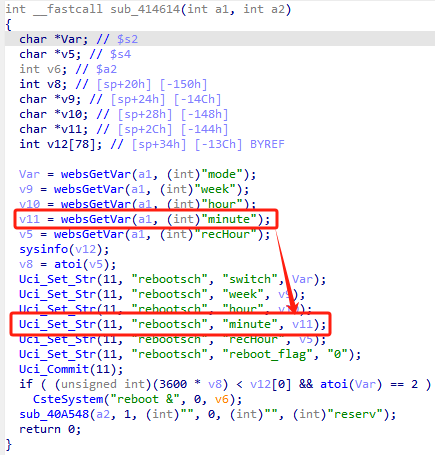 int __fastcall sub_414614(int a1, int a2)
{
char *Var; // $s2
char *v5; // $s4
int v6; // $a2
int v8; // [sp+20h] [-150h]
char *v9; // [sp+24h] [-14Ch]
char *v10; // [sp+28h] [-148h]
char *v11; // [sp+2Ch] [-144h]
int v12[78]; // [sp+34h] [-13Ch] BYREF
Var = websGetVar(a1, (int)"mode");
v9 = websGetVar(a1, (int)"week");
v10 = websGetVar(a1, (int)"hour");
v11 = websGetVar(a1, (int)"minute");
v5 = websGetVar(a1, (int)"recHour");
sysinfo(v12);
v8 = atoi(v5);
Uci_Set_Str(11, "rebootsch", "switch", Var);
Uci_Set_Str(11, "rebootsch", "week", v9);
Uci_Set_Str(11, "rebootsch", "hour", v10);
Uci_Set_Str(11, "rebootsch", "minute", v11);
Uci_Set_Str(11, "rebootsch", "recHour", v5);
Uci_Set_Str(11, "rebootsch", "reboot_flag", "0");
Uci_Commit(11);
if ( (unsigned int)(3600 * v8) < v12[0] && atoi(Var) == 2 )
CsteSystem("reboot &", 0, v6);
sub_40A548(a2, 1, (int)"", 0, (int)"", (int)"reserv");
return 0;
}